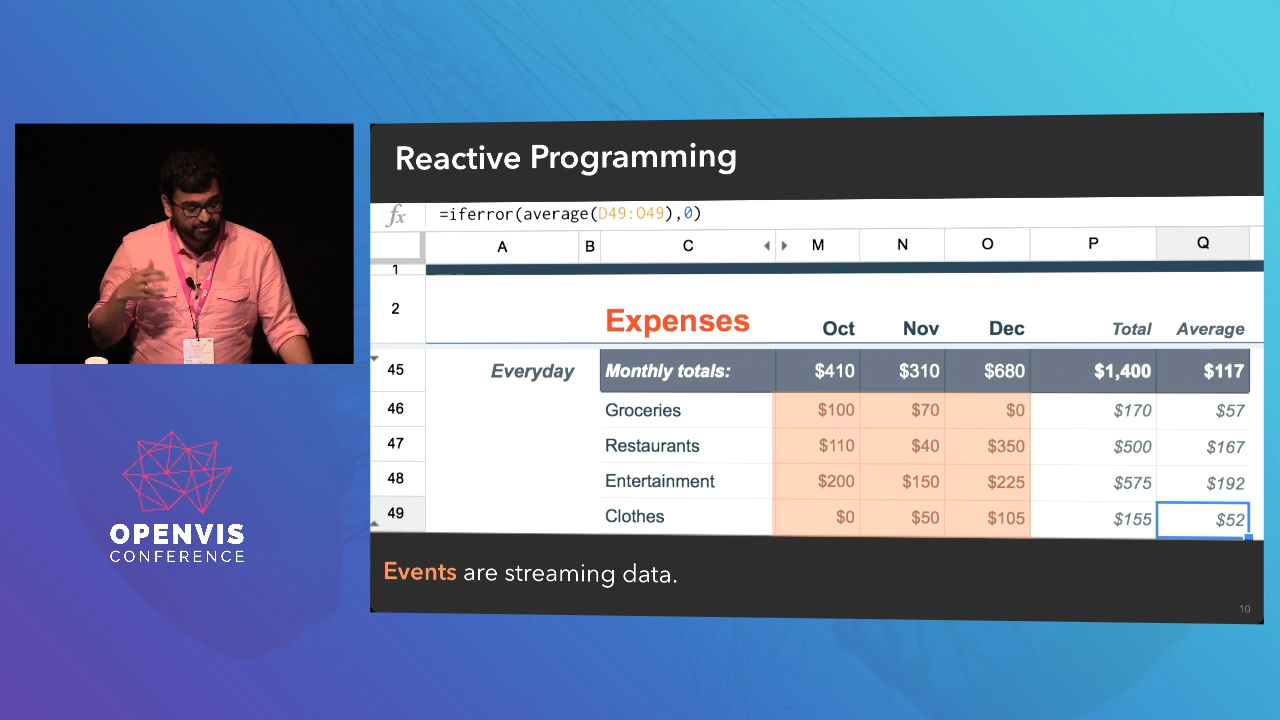 Reactive Programming
fx =iferror(average(D49:O49),0)
A B C M N O P Q
1
2 Expenses Oct Nov Dec Total Average
45 Everyday Monthly totals: $410 $310 $680 $1,400 $117
46 Groceries $100 $70 $0 $170 $57
47 Restaurants $110 $40 $350 $500 $167
48 Entertainment $200 $150 $225 $575 $192
49 Clothes $0 $50 $105 $155 $52
Events are streaming data.
10
OPENVIS
CONFERENCE